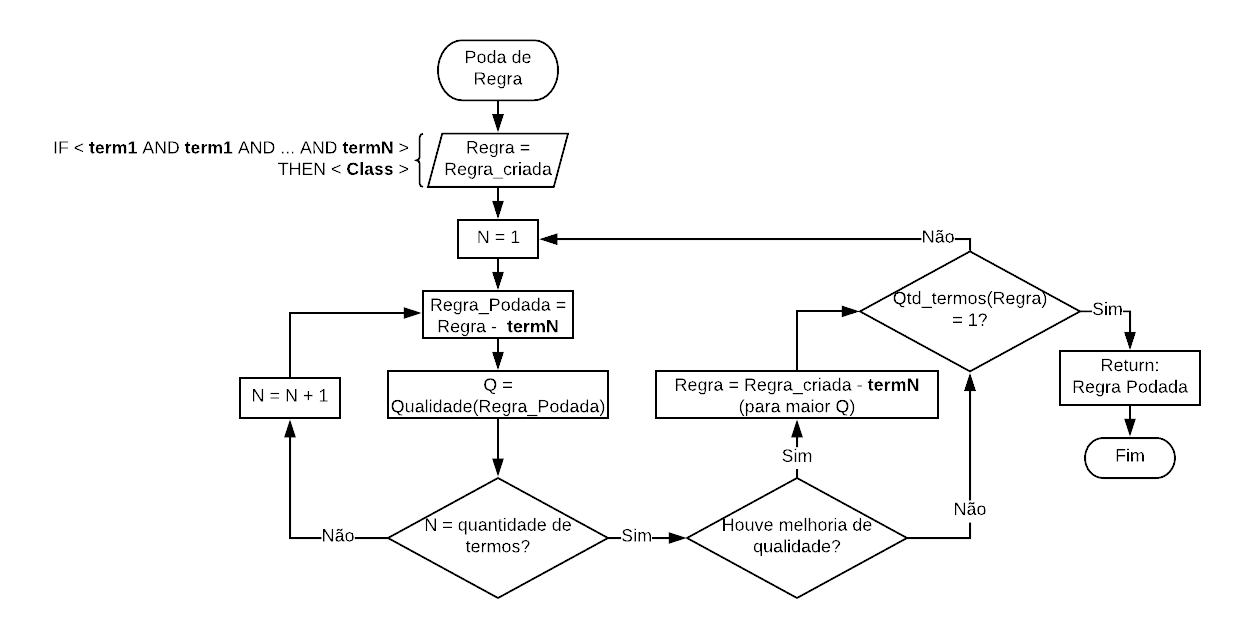 Poda de
Regra
IF < term1 AND term1 AND ... AND termN >
THEN < Class >
Regra =
Regra_criada
N = 1
Não
Regra_Podada =
Regra - termN
Qtd_termos(Regra)
= 1?
Sim
Return:
Regra Podada
N = N + 1
Q =
Qualidade(Regra_Podada)
Regra = Regra_criada - termN
(para maior Q)
Fim
Sim
Não
N = quantidade de
termos?
Não
Sim
Houve melhoria de
qualidade?